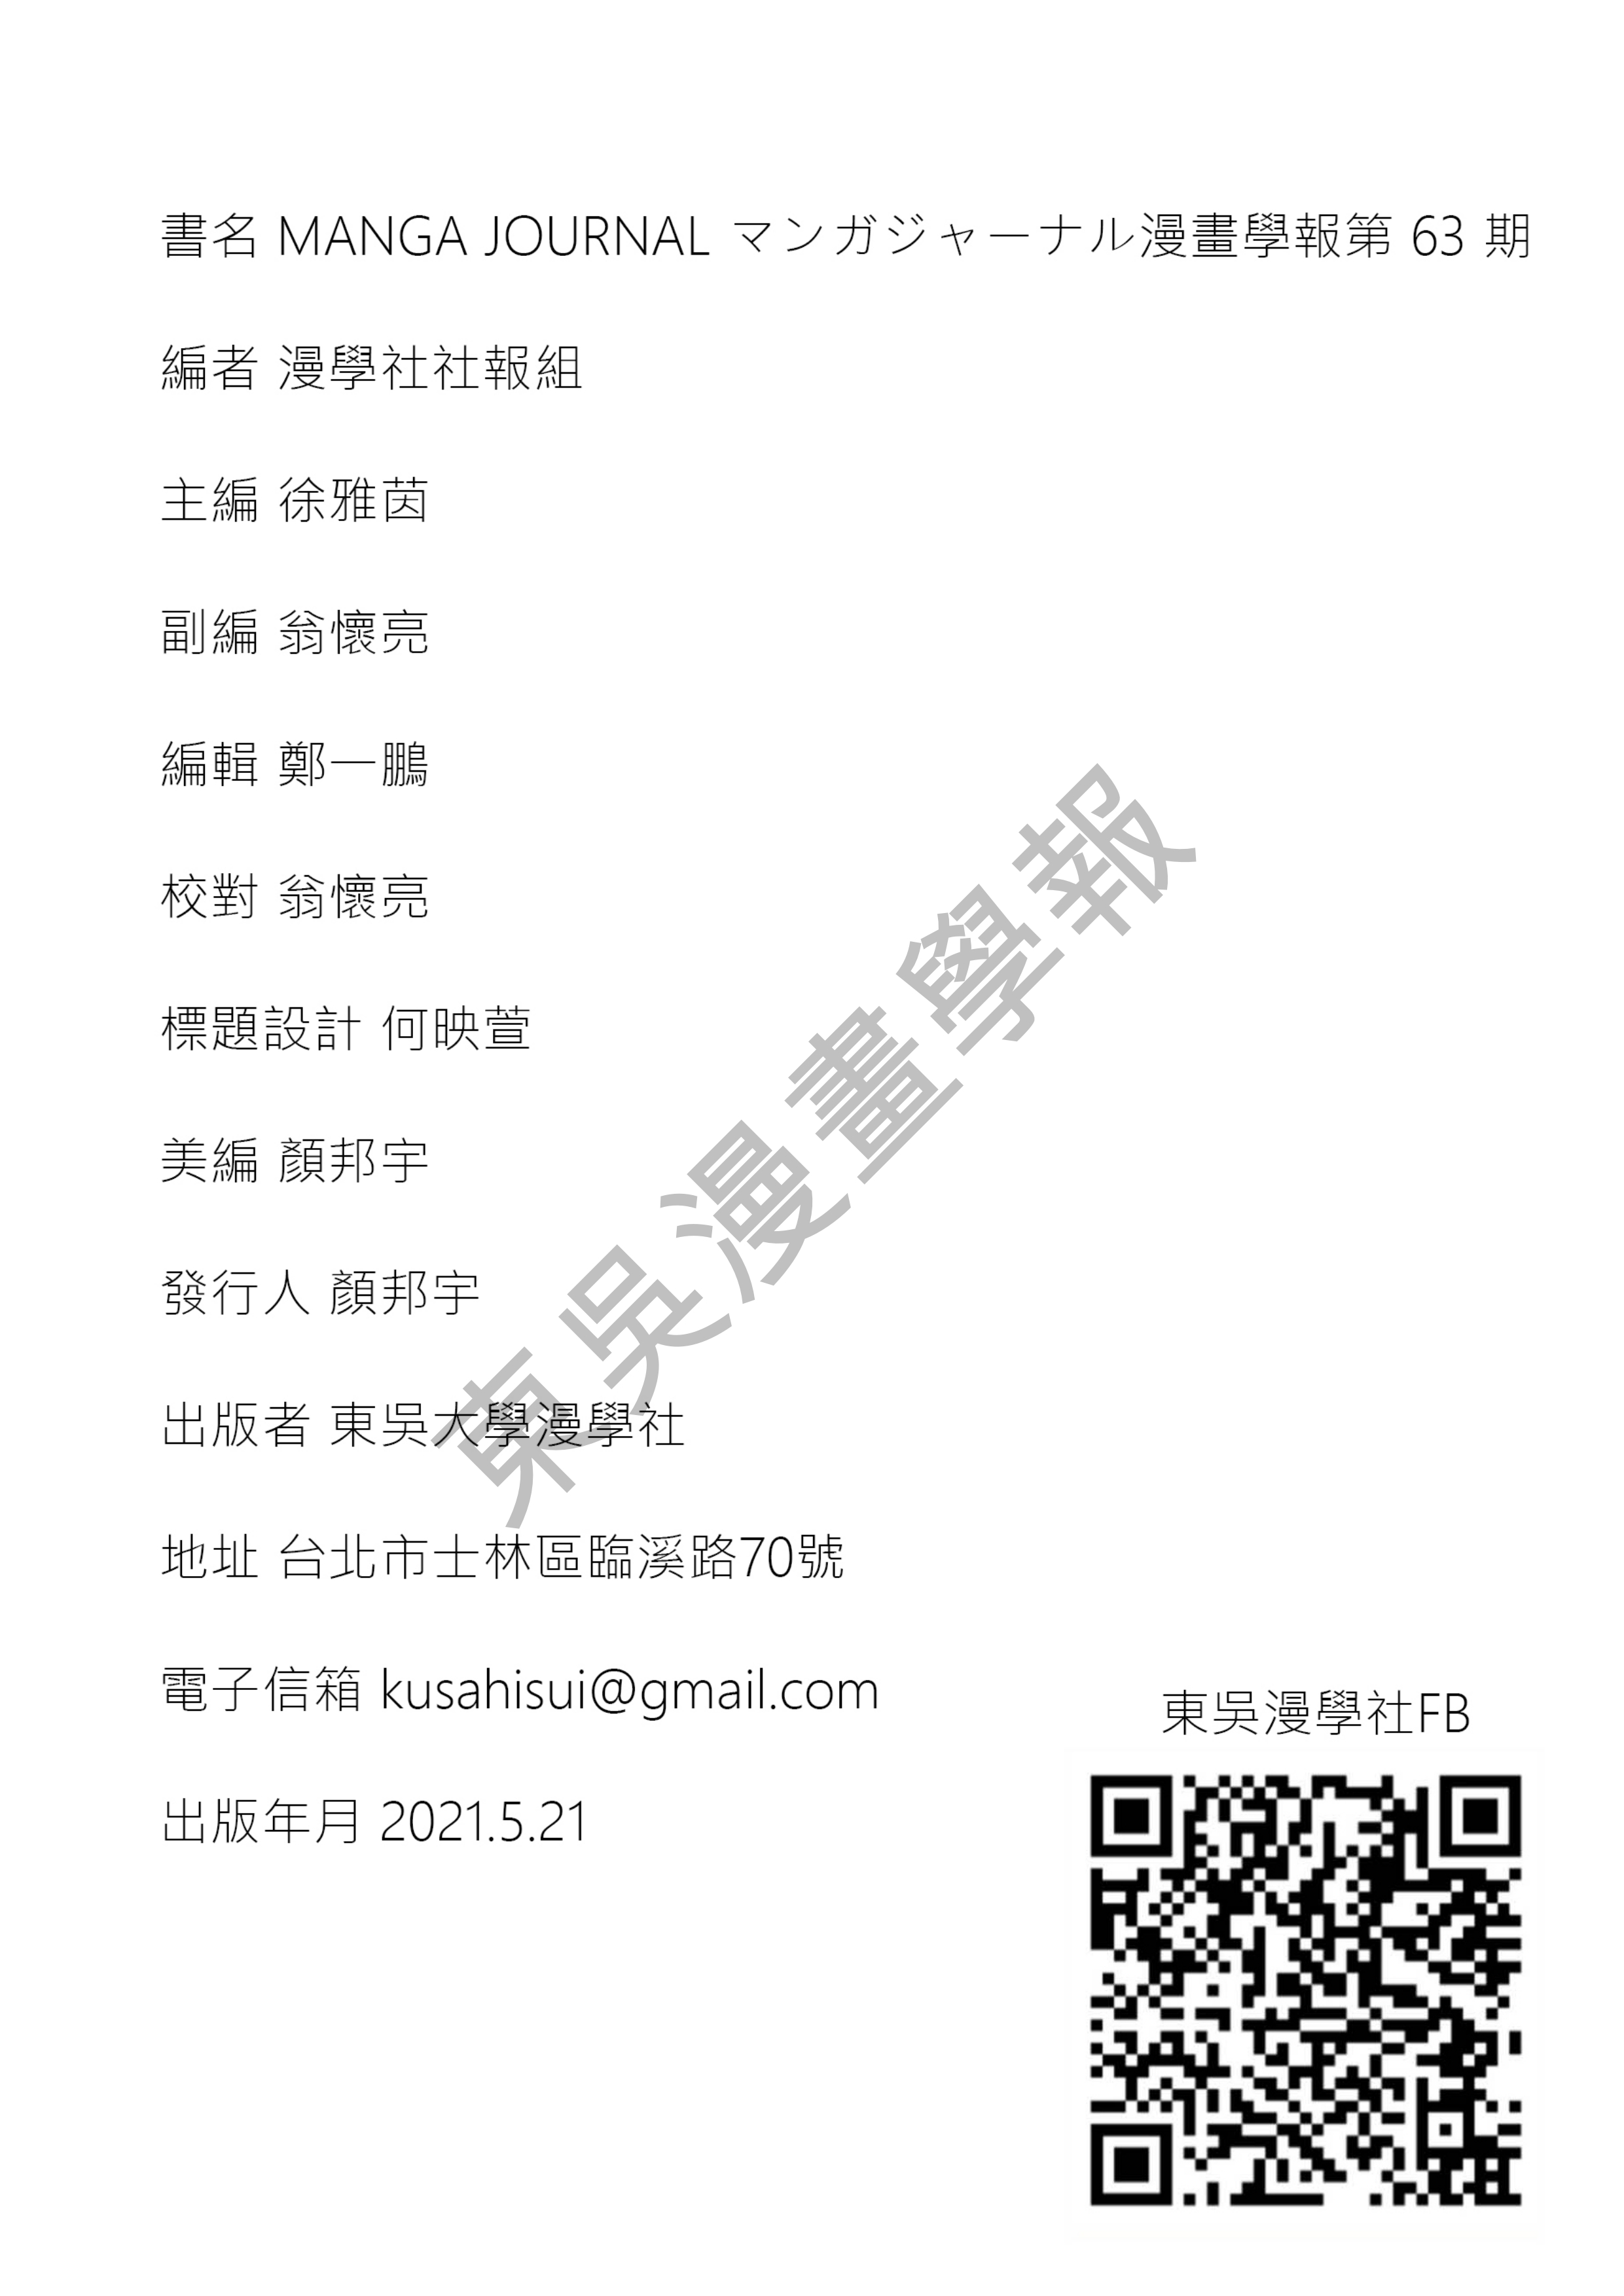 書名 MANGA JOURNAL マンガジャーナル漫畫學報第 63 期
編者 漫學社社報組
主編 徐雅茵
副編 翁懷亮
編輯 鄭一鵬
校對 翁懷亮
標題設計 何映萱
美編 顏邦宇
發行人 顏邦宇
出版者 東吳大學漫學社
地址 台北市士林區臨溪路70號
電子信箱 kusahisui@gmail.com
出版年月 2021.5.21
東吳漫學社FB
東吳漫畫學報